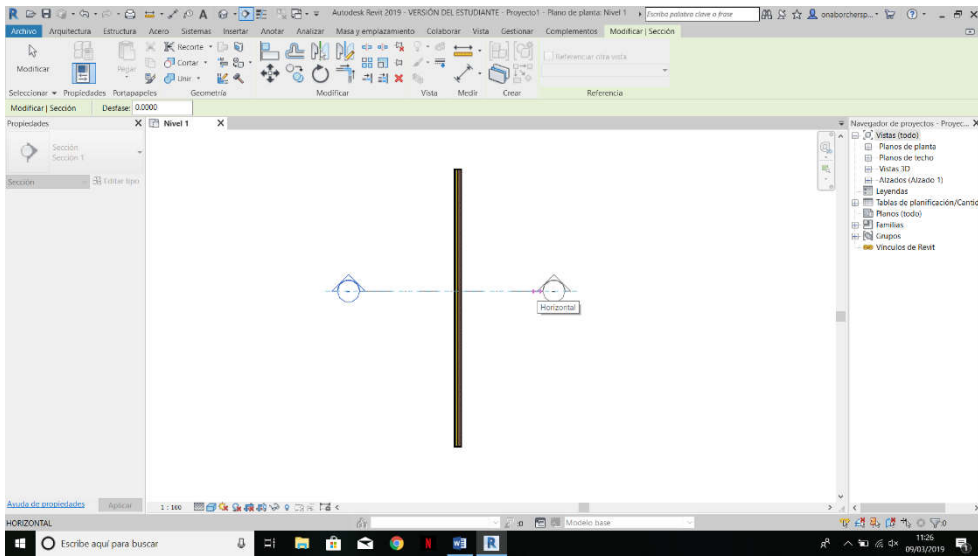 Autodesk Revit 2019 - VERSIÓN DEL ESTUDIANTE - Proyecto1 - Plano de planta: Nivel 1
Escriba palabra clave o frase
onaborchersp...
Archivo Arquitectura Estructura Acero Sistemas Insertar Anotar Analizar Masa y emplazamiento Colaborar Vista Gestionar Complementos Modificar | Sección
Modificar
Pegar
Recorte
Cortar
Unir
Referenciar otra vista
Seleccionar Propiedades Portapapeles Geometría Modificar Vista Medir Crear Referencia
Modificar | Sección Desfase: 0.0000
Propiedades X
Nivel 1 X
Navegador de proyectos - Proyec... X
Sección
Sección 1
Sección Editar tipo
Vistas (todo)
Planos de planta
Planos de techo
Vistas 3D
Alzados (Alzado 1)
Leyendas
Tablas de planificación/Cantid
Planos (todo)
Familias
Grupos
Vínculos de Revit
Horizontal
Ayuda de propiedades Aplicar
1 : 100
HORIZONTAL
:0
Modelo base
:0
Escribe aquí para buscar
11:26
09/03/2019